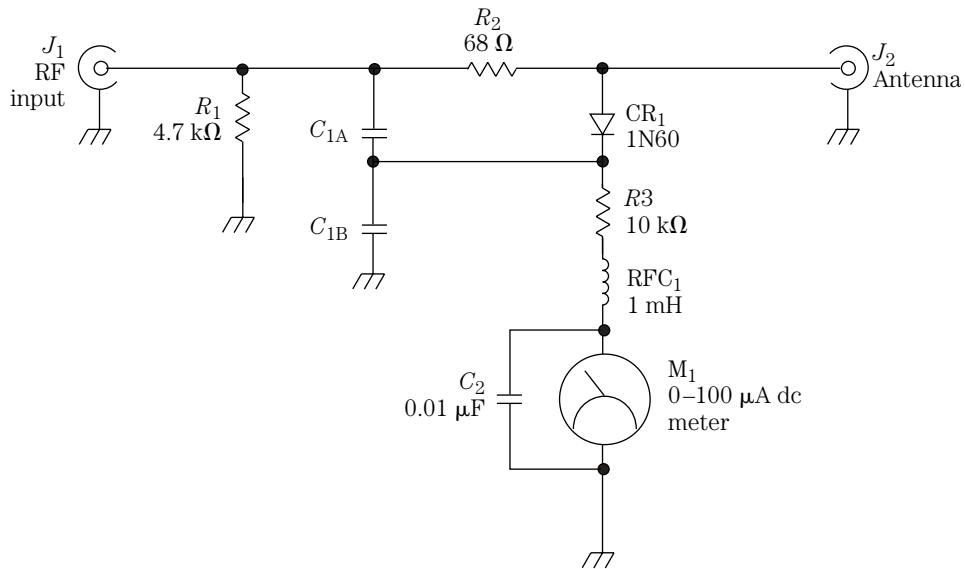 J1
RF
input
R1
4.7 kΩ
C1A
C1B
R2
68 Ω
J2
Antenna
CR1
1N60
R3
10 kΩ
RFC1
1 mH
C2
0.01 μF
M1
0–100 μA dc
meter